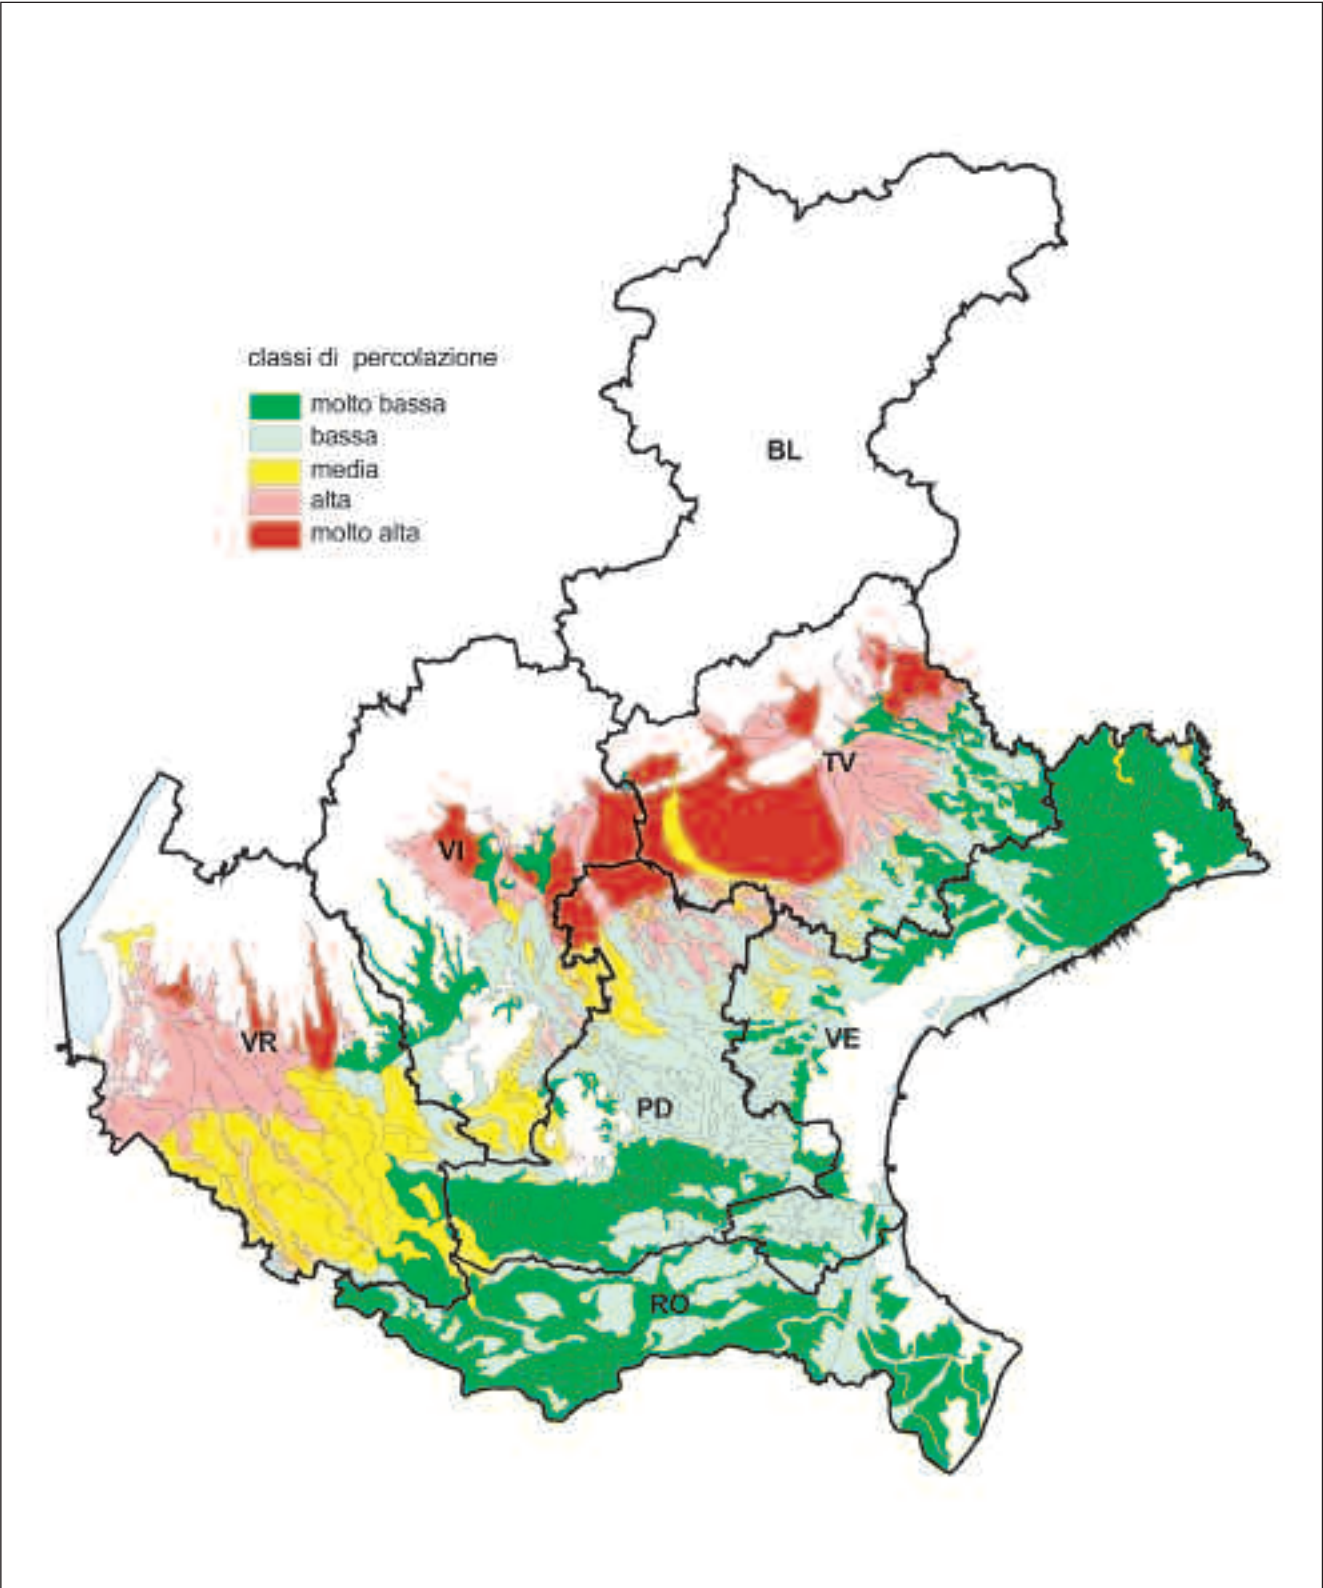 classi di percolazione
molto bassa
bassa
media
alta
molto alta
BL
TV
VI
VR
VE
PD
RO